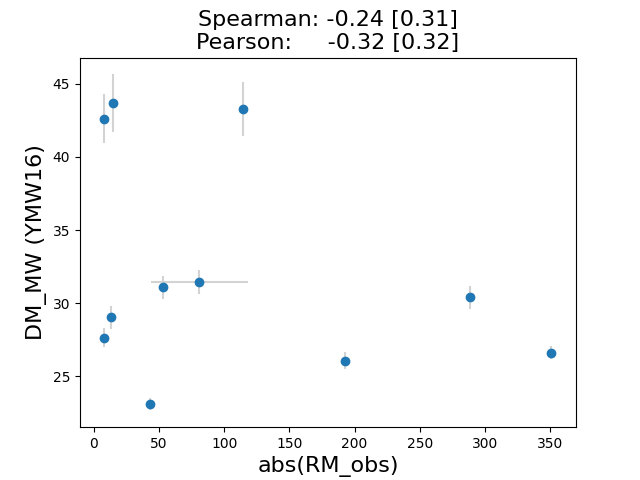 Spearman: -0.24 [0.31]
Pearson: -0.32 [0.32]
45
40
35
30
25
DM_MW (YMW16)
0 50 100 150 200 250 300 350
abs(RM_obs)